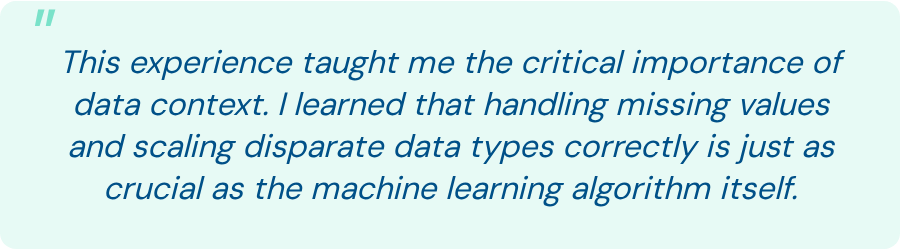 "
This experience taught me the critical importance of
data context. I learned that handling missing values
and scaling disparate data types correctly is just as
crucial as the machine learning algorithm itself.